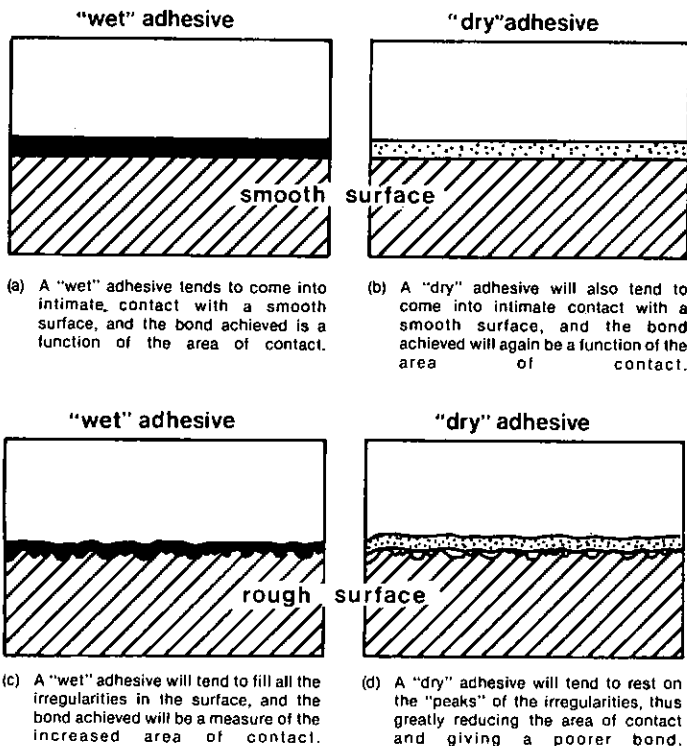 "wet" adhesive
"dry"adhesive
smooth surface
(a) A "wet" adhesive tends to come into
intimate. contact with a smooth
surface, and the bond achieved is a
function of the area of contact.
(b) A "dry" adhesive will also tend to
come into intimate contact with a
smooth surface, and the bond
achieved will again be a function of the
area of contact.
"wet" adhesive
"dry" adhesive
rough surface
(c) A "wet" adhesive will tend to fill all the
irregularities in the surface, and the
bond achieved will be a measure of the
increased area of contact.
(d) A "dry" adhesive will tend to rest on
the "peaks" of the irregularities, thus
greatly reducing the area of contact
and giving a poorer bond.